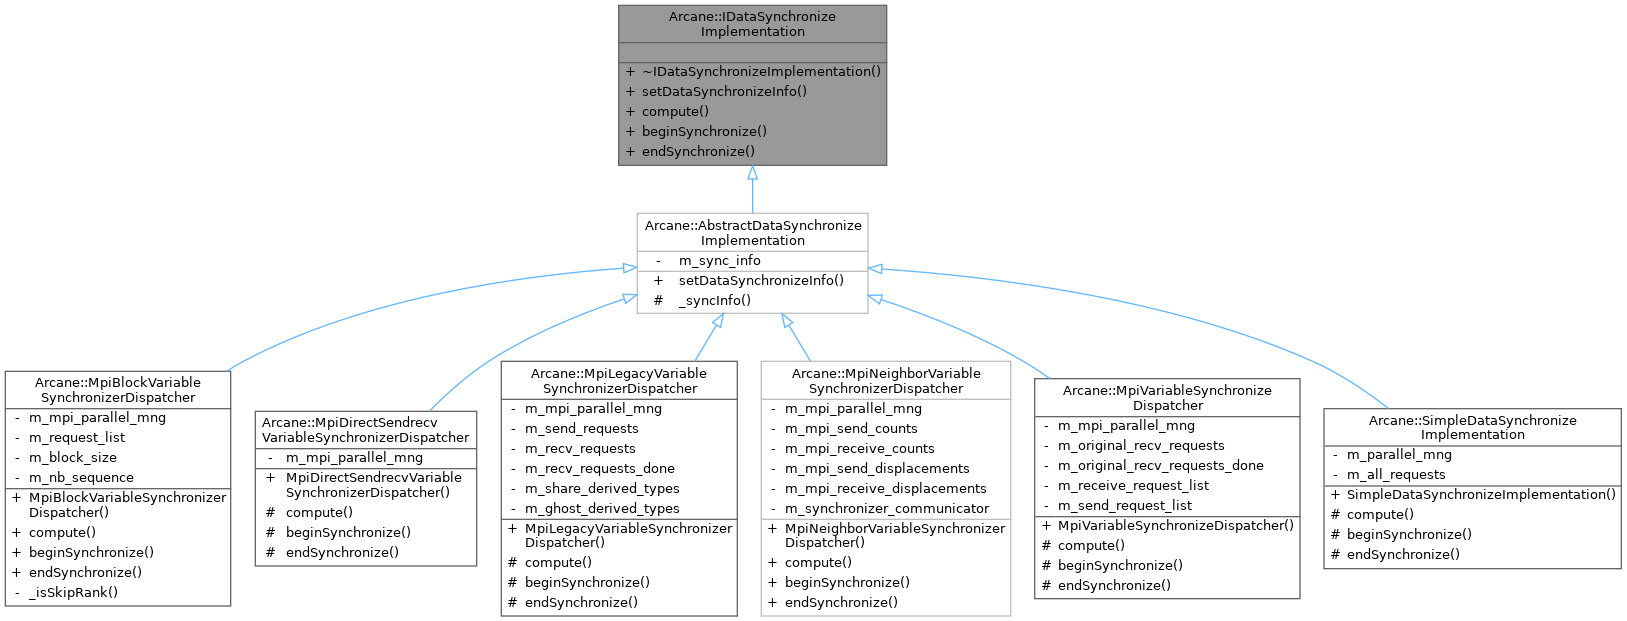 Arcane::IDataSynchronize
Implementation
+ ~IDataSynchronizeImplementation()
+ setDataSynchronizeInfo()
+ compute()
+ beginSynchronize()
+ endSynchronize()
Arcane::AbstractDataSynchronize
Implementation
- m_sync_info
+ setDataSynchronizeInfo()
# _syncInfo()
Arcane::MpiBlockVariable
SynchronizerDispatcher
- m_mpi_parallel_mng
- m_request_list
- m_block_size
- m_nb_sequence
+ MpiBlockVariableSynchronizer
Dispatcher()
+ compute()
+ beginSynchronize()
+ endSynchronize()
- _isSkipRank()
Arcane::MpiDirectSendrecv
VariableSynchronizerDispatcher
- m_mpi_parallel_mng
+ MpiDirectSendrecvVariable
SynchronizerDispatcher()
# compute()
# beginSynchronize()
# endSynchronize()
Arcane::MpiLegacyVariable
SynchronizerDispatcher
- m_mpi_parallel_mng
- m_send_requests
- m_recv_requests
- m_recv_requests_done
- m_share_derived_types
- m_ghost_derived_types
+ MpiLegacyVariableSynchronizer
Dispatcher()
# compute()
# beginSynchronize()
# endSynchronize()
Arcane::MpiNeighborVariable
SynchronizerDispatcher
- m_mpi_parallel_mng
- m_mpi_send_counts
- m_mpi_receive_counts
- m_mpi_send_displacements
- m_mpi_receive_displacements
- m_synchronizer_communicator
+ MpiNeighborVariableSynchronizer
Dispatcher()
+ compute()
+ beginSynchronize()
+ endSynchronize()
Arcane::MpiVariableSynchronize
Dispatcher
- m_mpi_parallel_mng
- m_original_recv_requests
- m_original_recv_requests_done
- m_receive_request_list
- m_send_request_list
+ MpiVariableSynchronizeDispatcher()
# compute()
# beginSynchronize()
# endSynchronize()
Arcane::SimpleDataSynchronize
Implementation
- m_parallel_mng
- m_all_requests
+ SimpleDataSynchronizeImplementation()
# compute()
# beginSynchronize()
# endSynchronize()